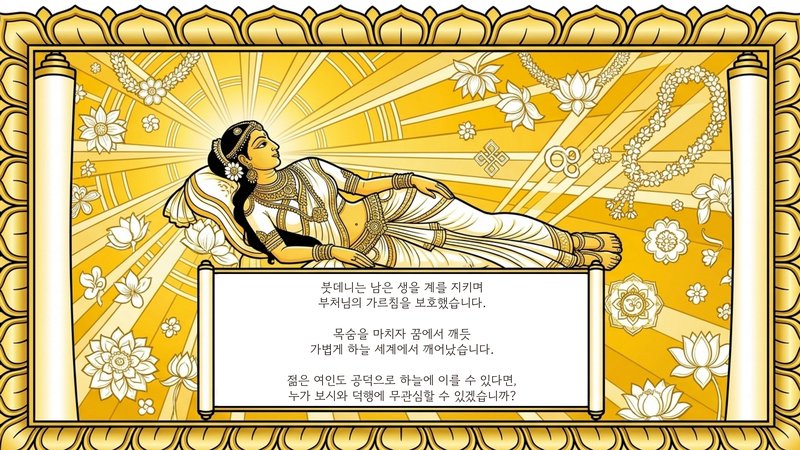 붓데니는 남은 생을 계를 지키며
부처님의 가르침을 보호했습니다.
목숨을 마치자 꿈에서 깨듯
가볍게 하늘 세계에서 깨어났습니다.
젊은 여인도 공덕으로 하늘에 이를 수 있다면,
누가 보시와 덕행에 무관심할 수 있겠습니까?